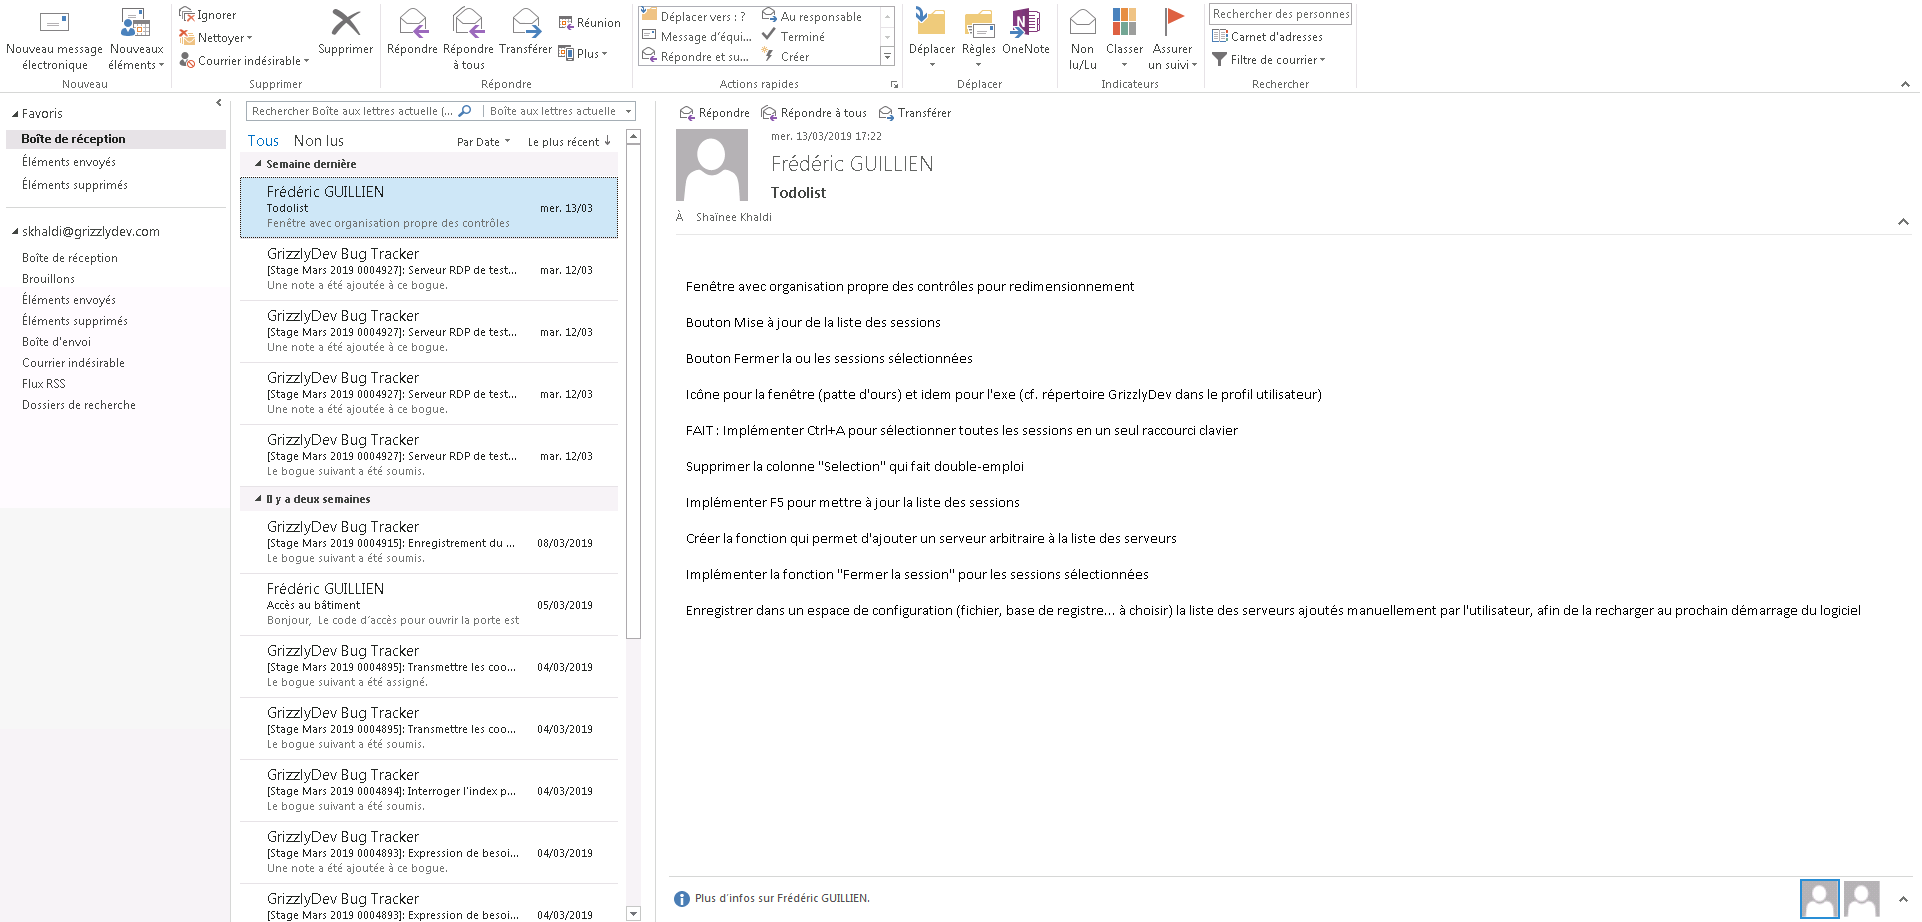 Nouveau message
électronique
Nouveaux
éléments
Nouveau
Ignorer
Nettoyer
Courrier indésirable
Supprimer
Supprimer
Répondre
Répondre
à tous
Transférer
Réunion
Plus
Répondre
Déplacer vers : ?
Message d'équi...
Répondre et su...
Au responsable
Terminé
Créer
Actions rapides
Déplacer
Règles
OneNote
Déplacer
Non
lu/Lu
Classer
Assurer
un suivi
Indicateurs
Rechercher des personnes
Carnet d'adresses
Filtre de courrier
Rechercher
Favoris
Boîte de réception
Éléments envoyés
Éléments supprimés
skhaldi@grizzlydev.com
Boîte de réception
Brouillons
Éléments envoyés
Éléments supprimés
Boîte d'envoi
Courrier indésirable
Flux RSS
Dossiers de recherche
Rechercher Boîte aux lettres actuelle (... Boîte aux lettres actuelle
Tous Non lus Par Date Le plus récent
Semaine dernière
Frédéric GUILLIEN
Todolist mer. 13/03
Fenêtre avec organisation propre des contrôles
GrizzlyDev Bug Tracker
[Stage Mars 2019 0004927]: Serveur RDP de test... mar. 12/03
Une note a été ajoutée à ce bogue.
GrizzlyDev Bug Tracker
[Stage Mars 2019 0004927]: Serveur RDP de test... mar. 12/03
Une note a été ajoutée à ce bogue.
GrizzlyDev Bug Tracker
[Stage Mars 2019 0004927]: Serveur RDP de test... mar. 12/03
Une note a été ajoutée à ce bogue.
GrizzlyDev Bug Tracker
[Stage Mars 2019 0004927]: Serveur RDP de test... mar. 12/03
Le bogue suivant a été soumis.
Il y a deux semaines
GrizzlyDev Bug Tracker
[Stage Mars 2019 0004915]: Enregistrement du ... 08/03/2019
Le bogue suivant a été soumis.
Frédéric GUILLIEN
Accès au bâtiment 05/03/2019
Bonjour, Le code d'accès pour ouvrir la porte est
GrizzlyDev Bug Tracker
[Stage Mars 2019 0004895]: Transmettre les coo... 04/03/2019
Le bogue suivant a été assigné.
GrizzlyDev Bug Tracker
[Stage Mars 2019 0004895]: Transmettre les coo... 04/03/2019
Le bogue suivant a été soumis.
GrizzlyDev Bug Tracker
[Stage Mars 2019 0004894]: Interroger l'index p... 04/03/2019
Le bogue suivant a été soumis.
GrizzlyDev Bug Tracker
[Stage Mars 2019 0004893]: Expression de besoi... 04/03/2019
Une note a été ajoutée à ce bogue.
GrizzlyDev Bug Tracker
[Stage Mars 2019 0004893]: Expression de besoi... 04/03/2019
Répondre Répondre à tous Transférer
mer. 13/03/2019 17:22
Frédéric GUILLIEN
Todolist
À Shaïnee Khaldi
Fenêtre avec organisation propre des contrôles pour redimensionnement
Bouton Mise à jour de la liste des sessions
Bouton Fermer la ou les sessions sélectionnées
Icône pour la fenêtre (patte d'ours) et idem pour l'exe (cf. répertoire GrizzlyDev dans le profil utilisateur)
FAIT : Implémenter Ctrl+A pour sélectionner toutes les sessions en un seul raccourci clavier
Supprimer la colonne "Selection" qui fait double-emploi
Implémenter F5 pour mettre à jour la liste des sessions
Créer la fonction qui permet d'ajouter un serveur arbitraire à la liste des serveurs
Implémenter la fonction "Fermer la session" pour les sessions sélectionnées
Enregistrer dans un espace de configuration (fichier, base de registre... à choisir) la liste des serveurs ajoutés manuellement par l'utilisateur, afin de la recharger au prochain démarrage du logiciel
Plus d'infos sur Frédéric GUILLIEN.